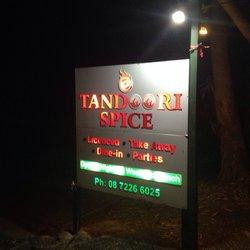 TANDOORI
SPICE
• Licenced • Take Away
• Dine-in • Parties
Ph: 08 7226 6025